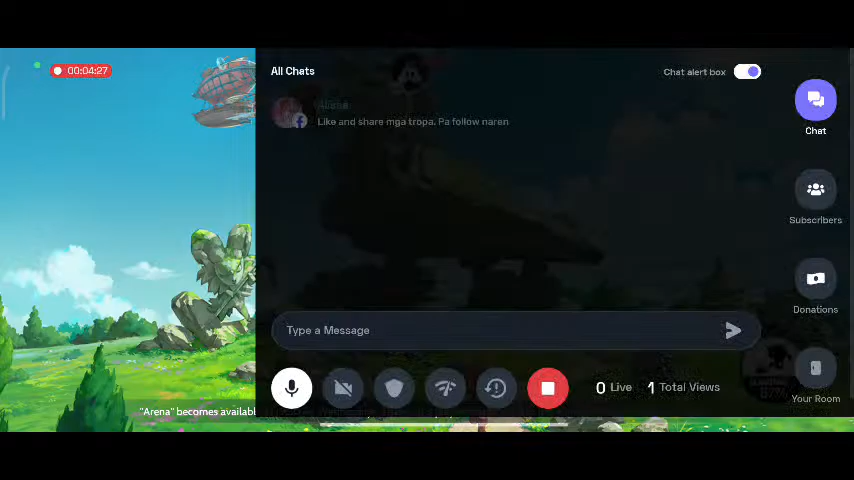 00:04:27
All Chats
Chat alert box
Alisha
Like and share mga tropa. Pa follow naren
Chat
Subscribers
Donations
Type a Message
0 Live 1 Total Views
Your Room
"Arena" becomes availabl